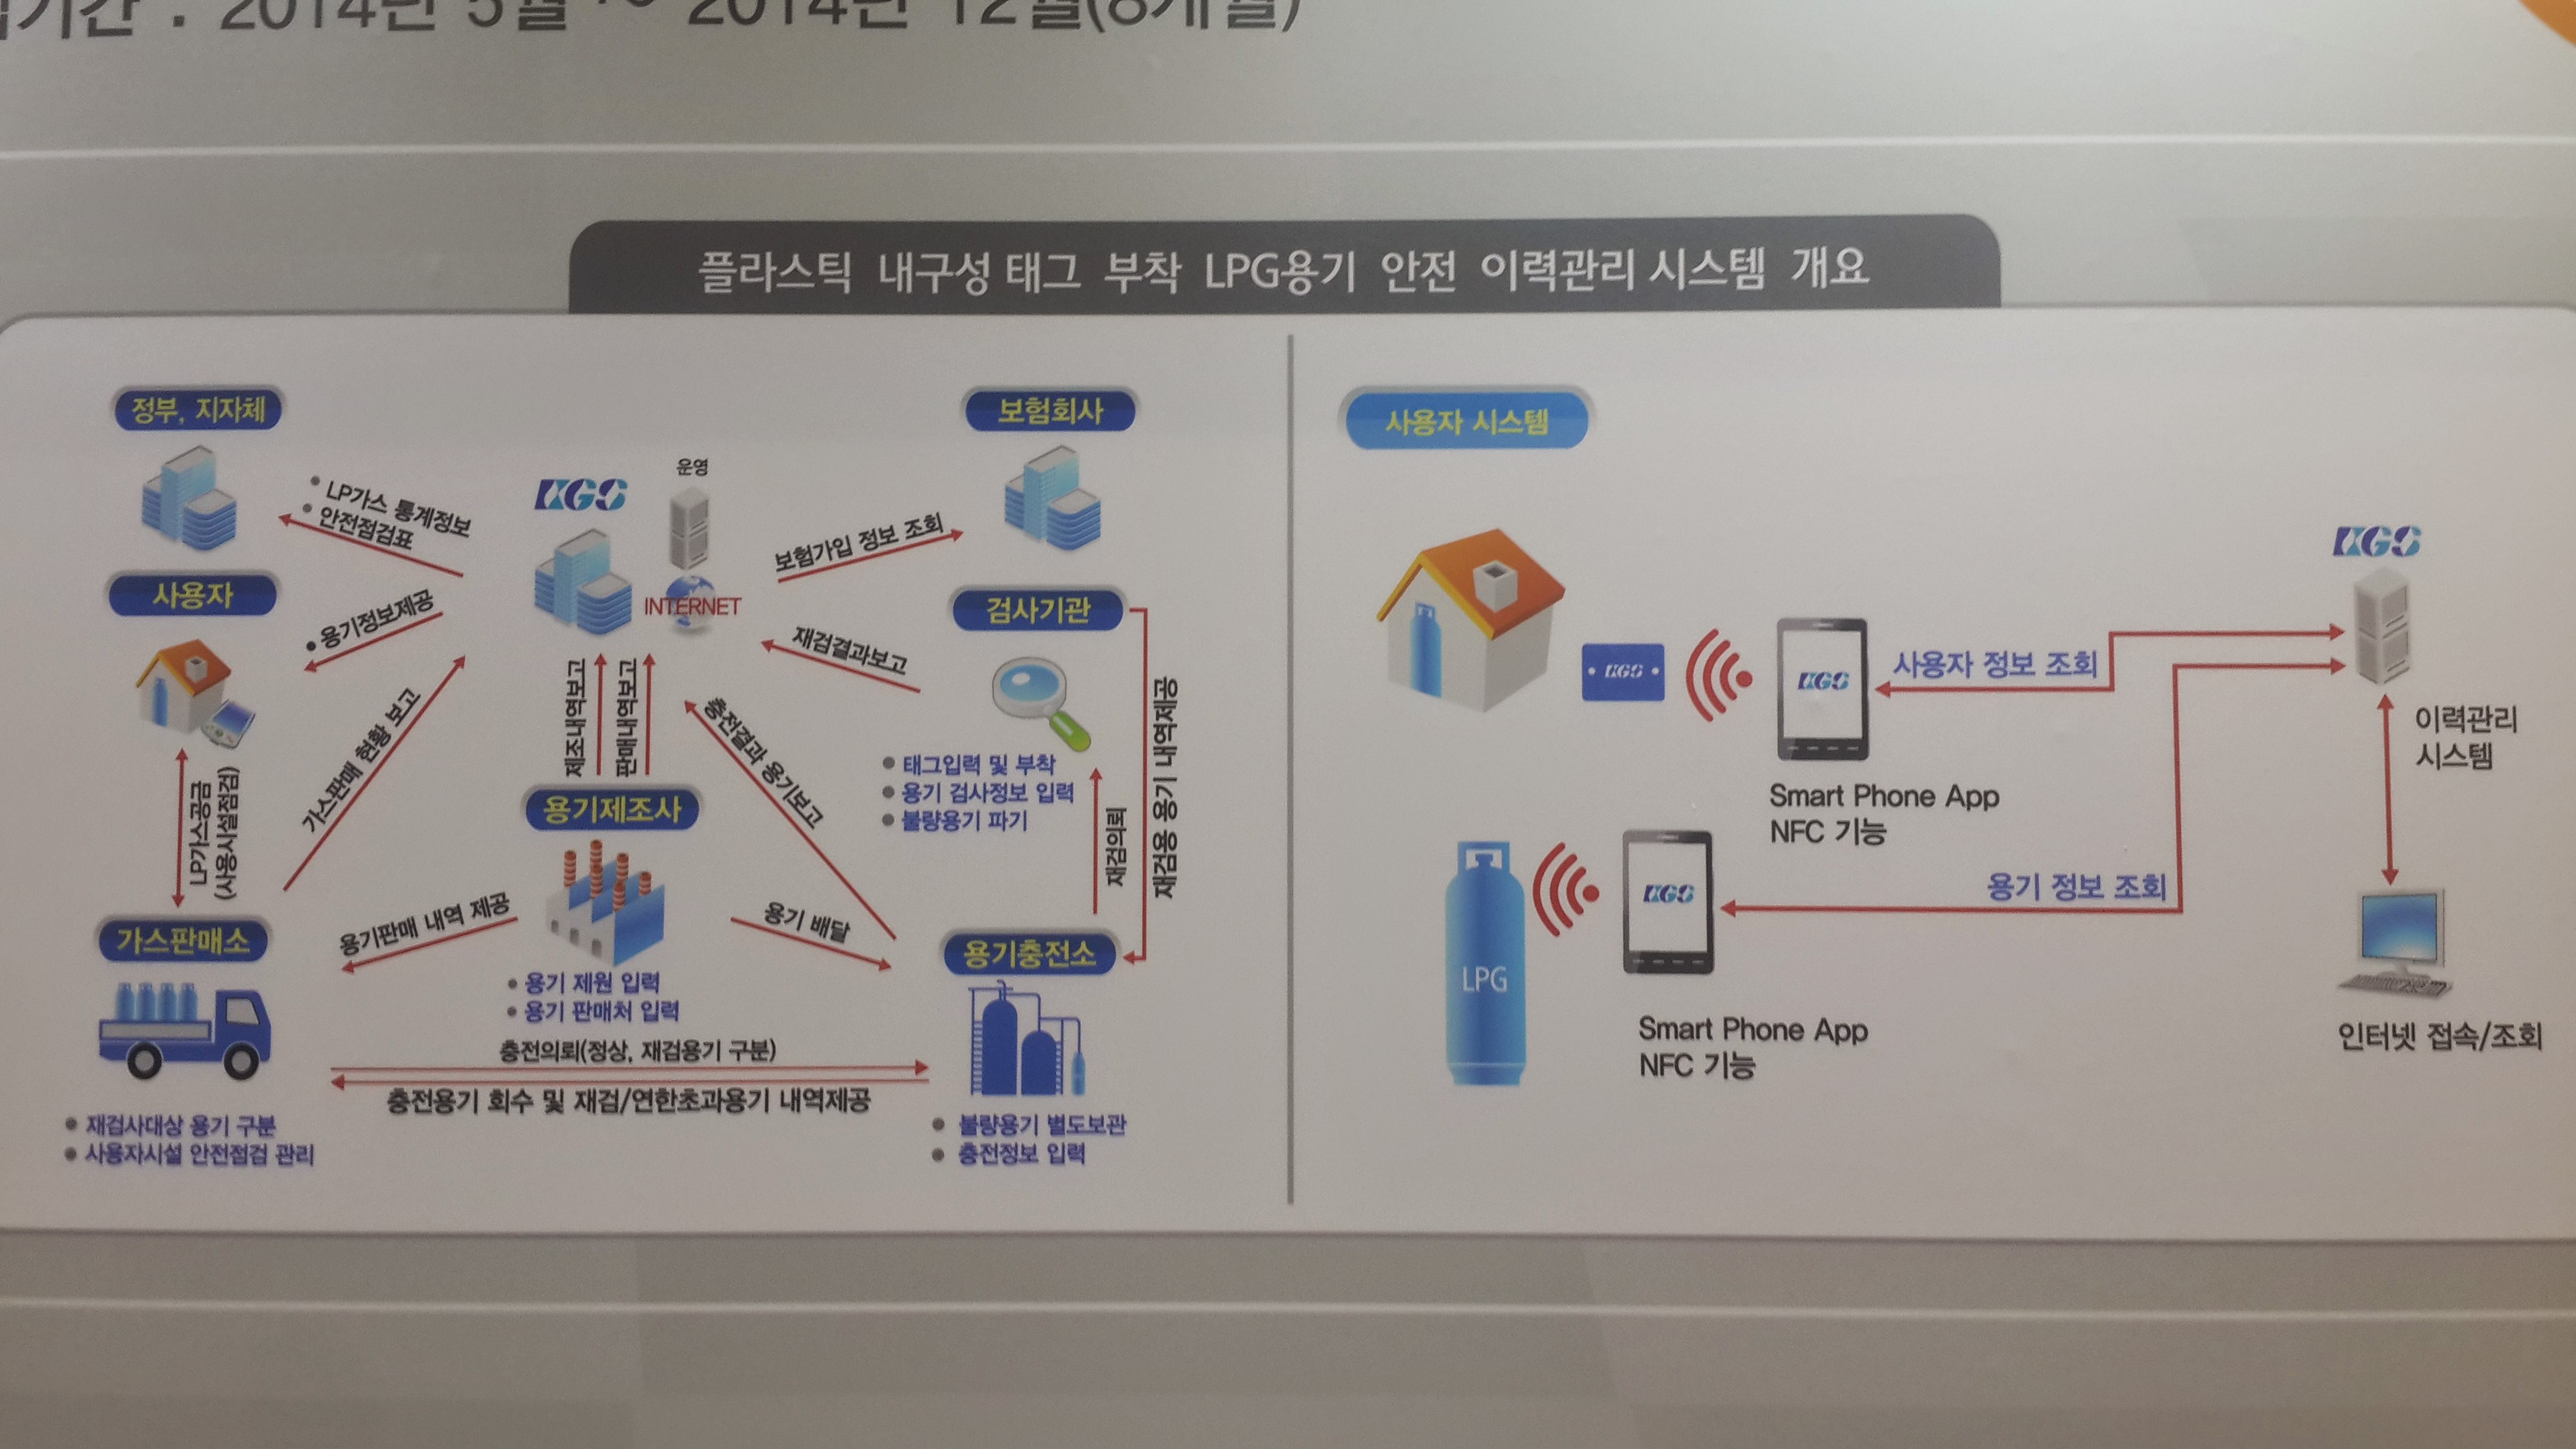 기간 : 2014년 5월 ~ 2014년 12월(8개월)
플라스틱 내구성 태그 부착 LPG용기 안전 이력관리 시스템 개요
정부, 지자체
• LP가스 통계정보
• 안전점검표
사용자
• 용기정보제공
LP가스공급
(사용시설점검)
가스판매 현황 보고
가스판매소
• 재검사대상 용기 구분
• 사용자시설 안전점검 관리
KGS
운영
INTERNET
제조내역보고
판매내역보고
용기제조사
• 용기 제원 입력
• 용기 판매처 입력
용기판매 내역 제공
용기 배달
충전의뢰(정상, 재검용기 구분)
충전용기 회수 및 재검/연한초과용기 내역제공
보험회사
보험가입 정보 조회
검사기관
재검결과보고
• 태그입력 및 부착
• 용기 검사정보 입력
• 불량용기 파기
충전결과 용기보고
재검의뢰
재검용 용기 내역제공
용기충전소
• 불량용기 별도보관
• 충전정보 입력
사용자 시스템
KGS
KGS
사용자 정보 조회
Smart Phone App
NFC 기능
LPG
KGS
용기 정보 조회
Smart Phone App
NFC 기능
KGS
이력관리
시스템
인터넷 접속/조회